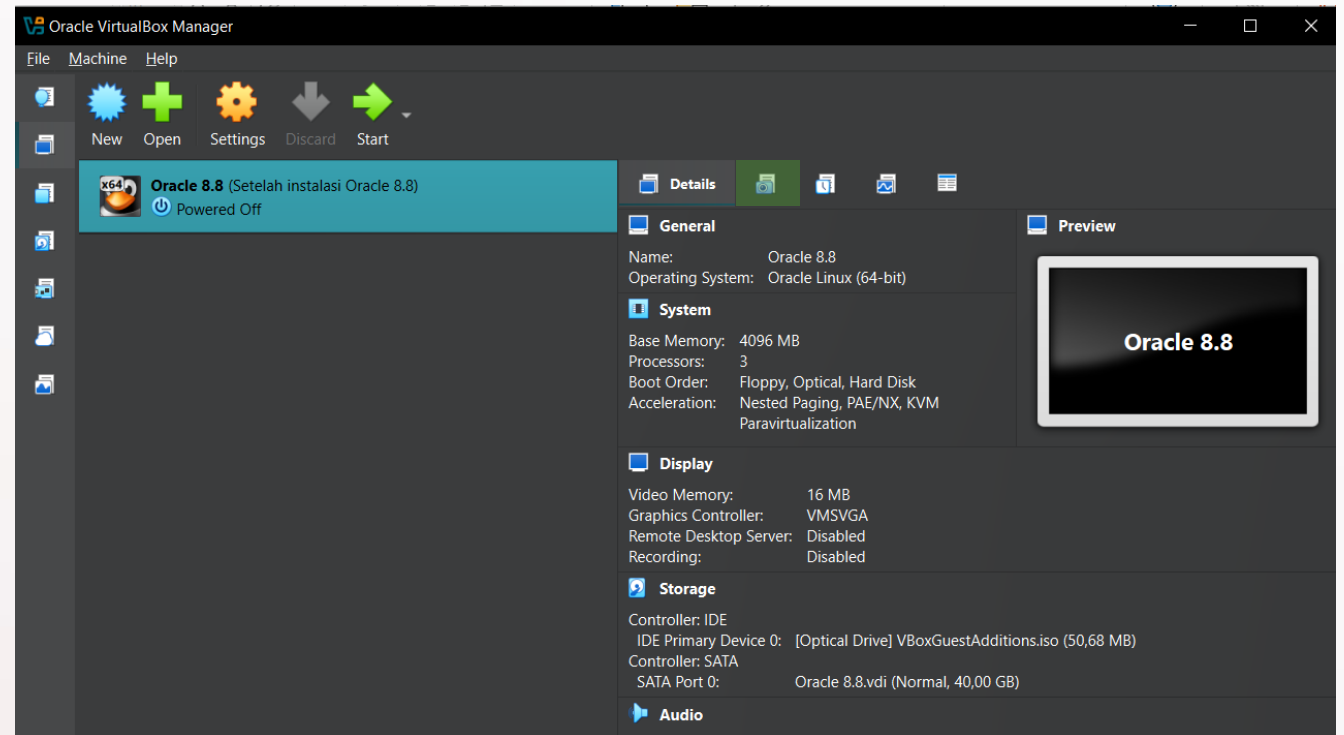 Oracle VirtualBox Manager
File Machine Help
New Open Settings Discard Start
x64
Oracle 8.8 (Setelah instalasi Oracle 8.8)
Powered Off
Details
General
Name: Oracle 8.8
Operating System: Oracle Linux (64-bit)
System
Base Memory: 4096 MB
Processors: 3
Boot Order: Floppy, Optical, Hard Disk
Acceleration: Nested Paging, PAE/NX, KVM
Paravirtualization
Preview
Oracle 8.8
Display
Video Memory: 16 MB
Graphics Controller: VMSVGA
Remote Desktop Server: Disabled
Recording: Disabled
Storage
Controller: IDE
IDE Primary Device 0: [Optical Drive] VBoxGuestAdditions.iso (50,68 MB)
Controller: SATA
SATA Port 0: Oracle 8.8.vdi (Normal, 40,00 GB)
Audio